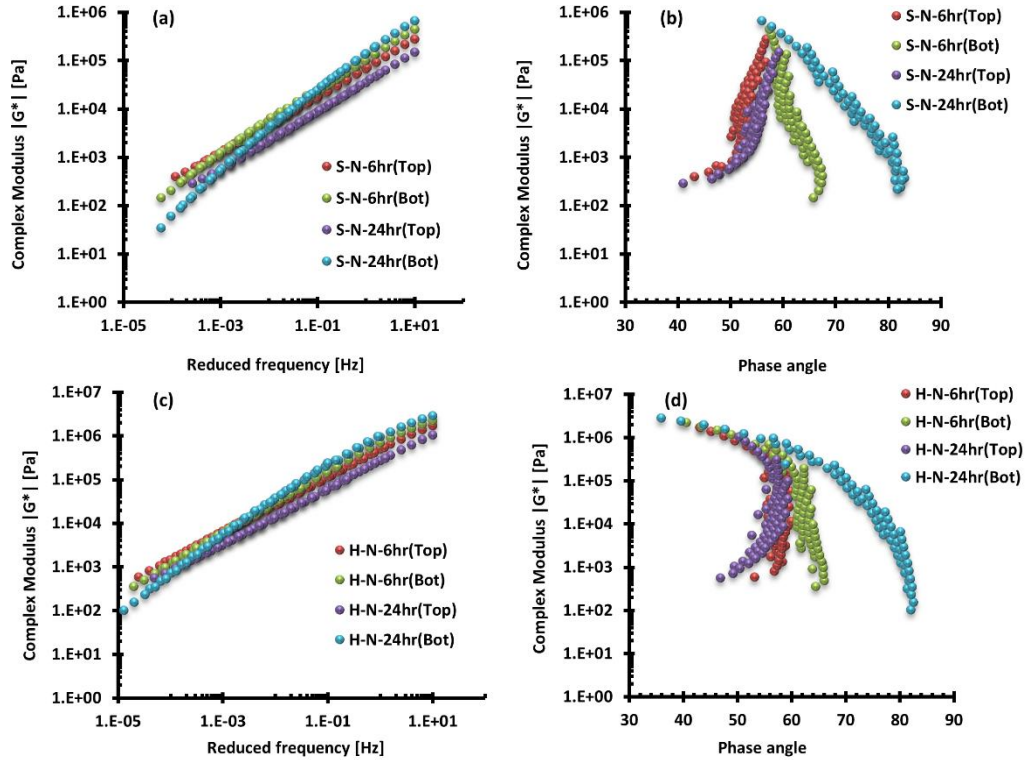 (a)
1.E+06
1.E+05
1.E+04
1.E+03
1.E+02
1.E+01
1.E+00
Complex Modulus |G*| [Pa]
S-N-6hr(Top)
S-N-6hr(Bot)
S-N-24hr(Top)
S-N-24hr(Bot)
1.E-05 1.E-03 1.E-01 1.E+01
Reduced frequency [Hz]
(b)
1.E+06
1.E+05
1.E+04
1.E+03
1.E+02
1.E+01
1.E+00
Complex Modulus |G*| [Pa]
S-N-6hr(Top)
S-N-6hr(Bot)
S-N-24hr(Top)
S-N-24hr(Bot)
30 40 50 60 70 80 90
Phase angle
(c)
1.E+07
1.E+06
1.E+05
1.E+04
1.E+03
1.E+02
1.E+01
1.E+00
Complex Modulus |G*| [Pa]
H-N-6hr(Top)
H-N-6hr(Bot)
H-N-24hr(Top)
H-N-24hr(Bot)
1.E-05 1.E-03 1.E-01 1.E+01
Reduced frequency [Hz]
(d)
1.E+07
1.E+06
1.E+05
1.E+04
1.E+03
1.E+02
1.E+01
1.E+00
Complex Modulus |G*| [Pa]
H-N-6hr(Top)
H-N-6hr(Bot)
H-N-24hr(Top)
H-N-24hr(Bot)
30 40 50 60 70 80 90
Phase angle